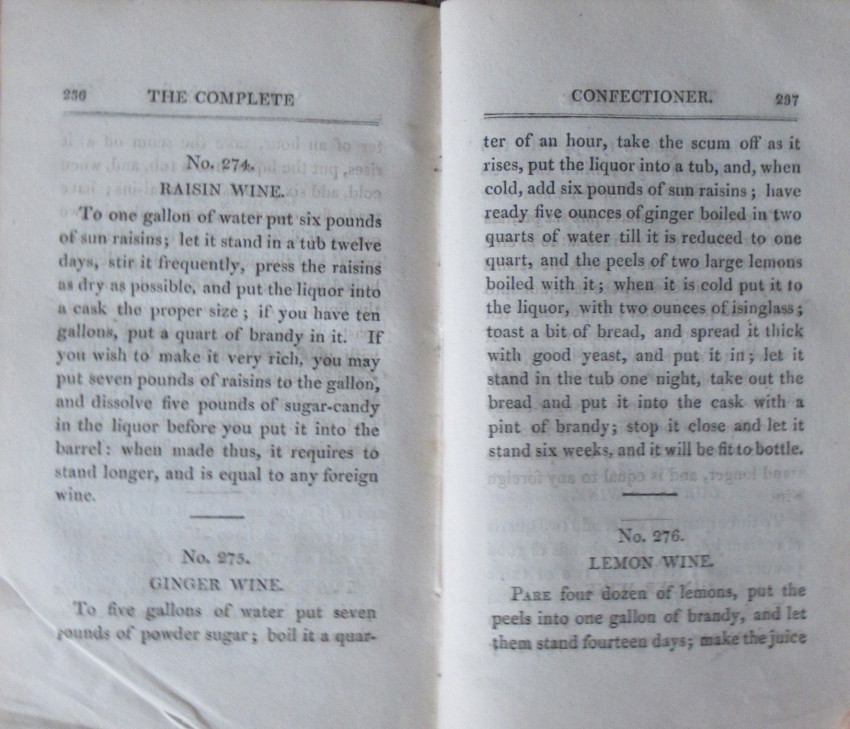 236 THE COMPLETE
No. 274.
RAISIN WINE.
To one gallon of water put six pounds
of sun raisins; let it stand in a tub twelve
days, stir it frequently, press the raisins
as dry as possible, and put the liquor into
a cask the proper size; if you have ten
gallons, put a quart of brandy in it. If
you wish to make it very rich, you may
put seven pounds of raisins to the gallon,
and dissolve five pounds of sugar-candy
in the liquor before you put it into the
barrel: when made thus, it requires to
stand longer, and is equal to any foreign
wine.
No. 275.
GINGER WINE.
To five gallons of water put seven
pounds of powder sugar; boil it a quar-
CONFECTIONER. 237
ter of an hour, take the scum off as it
rises, put the liquor into a tub, and, when
cold, add six pounds of sun raisins; have
ready five ounces of ginger boiled in two
quarts of water till it is reduced to one
quart, and the peels of two large lemons
boiled with it; when it is cold put it to
the liquor, with two ounces of isinglass;
toast a bit of bread, and spread it thick
with good yeast, and put it in; let it
stand in the tub one night, take out the
bread and put it into the cask with a
pint of brandy; stop it close and let it
stand six weeks, and it will be fit to bottle.
No. 276.
LEMON WINE.
PARE four dozen of lemons, put the
peels into one gallon of brandy, and let
them stand fourteen days; make the juice